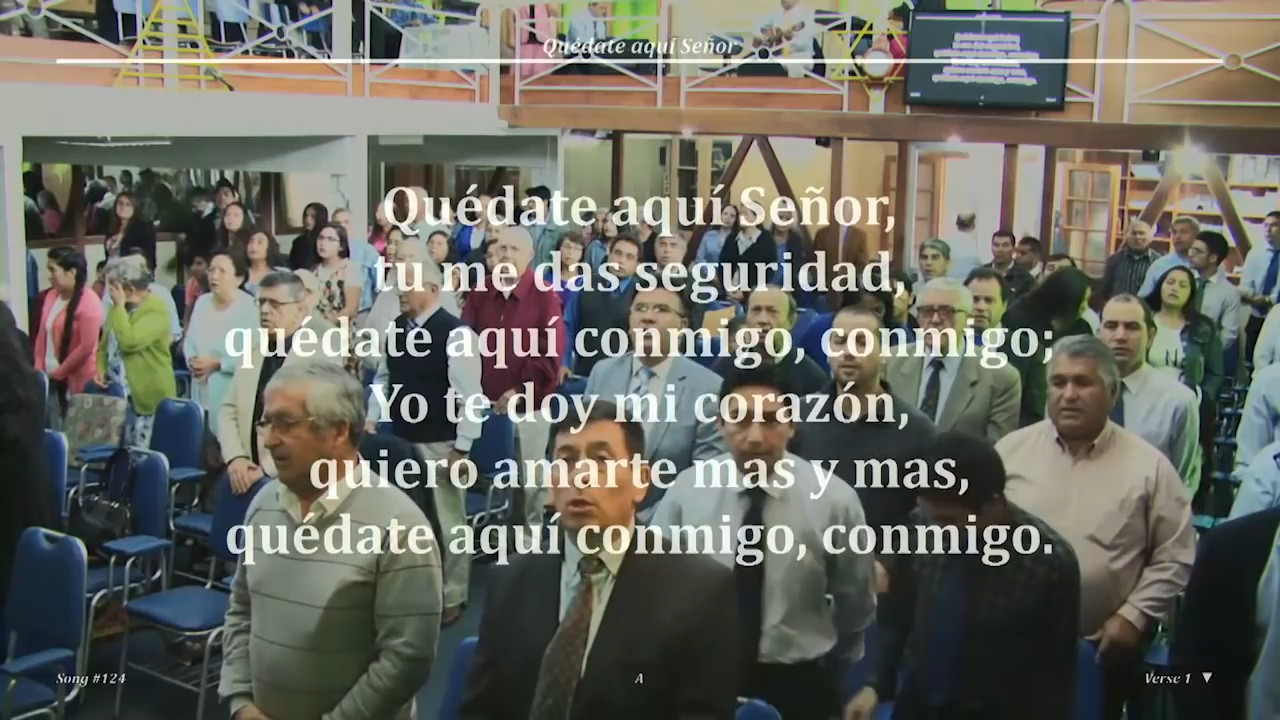 Quédate aquí Señor
Quédate aquí Señor,
tu me das seguridad,
quédate aquí conmigo, conmigo;
Yo te doy mi corazón,
quiero amarte mas y mas,
quédate aquí conmigo, conmigo.
Song #124
A
Verse 1 ▼